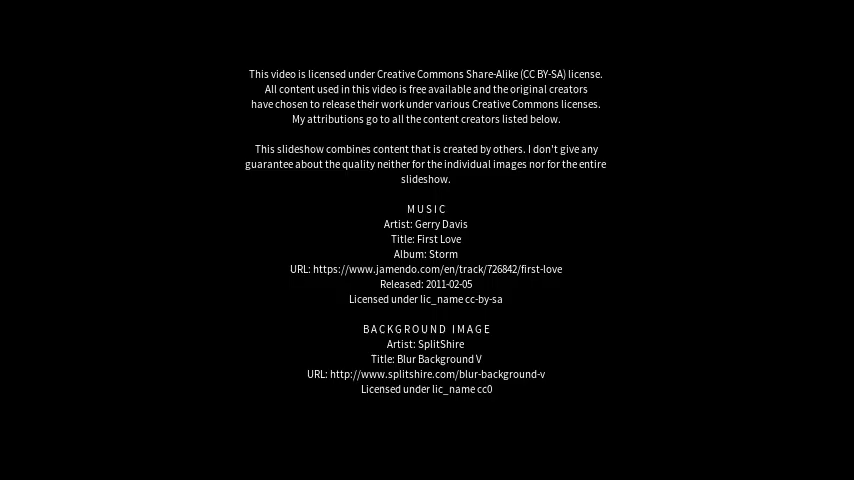 This video is licensed under Creative Commons Share-Alike (CC BY-SA) license.
All content used in this video is free available and the original creators
have chosen to release their work under various Creative Commons licenses.
My attributions go to all the content creators listed below.
This slideshow combines content that is created by others. I don't give any
guarantee about the quality neither for the individual images nor for the entire
slideshow.
MUSIC
Artist: Gerry Davis
Title: First Love
Album: Storm
URL: https://www.jamendo.com/en/track/726842/first-love
Released: 2011-02-05
Licensed under lic_name cc-by-sa
BACKGROUND IMAGE
Artist: SplitShire
Title: Blur Background V
URL: http://www.splitshire.com/blur-background-v
Licensed under lic_name cc0